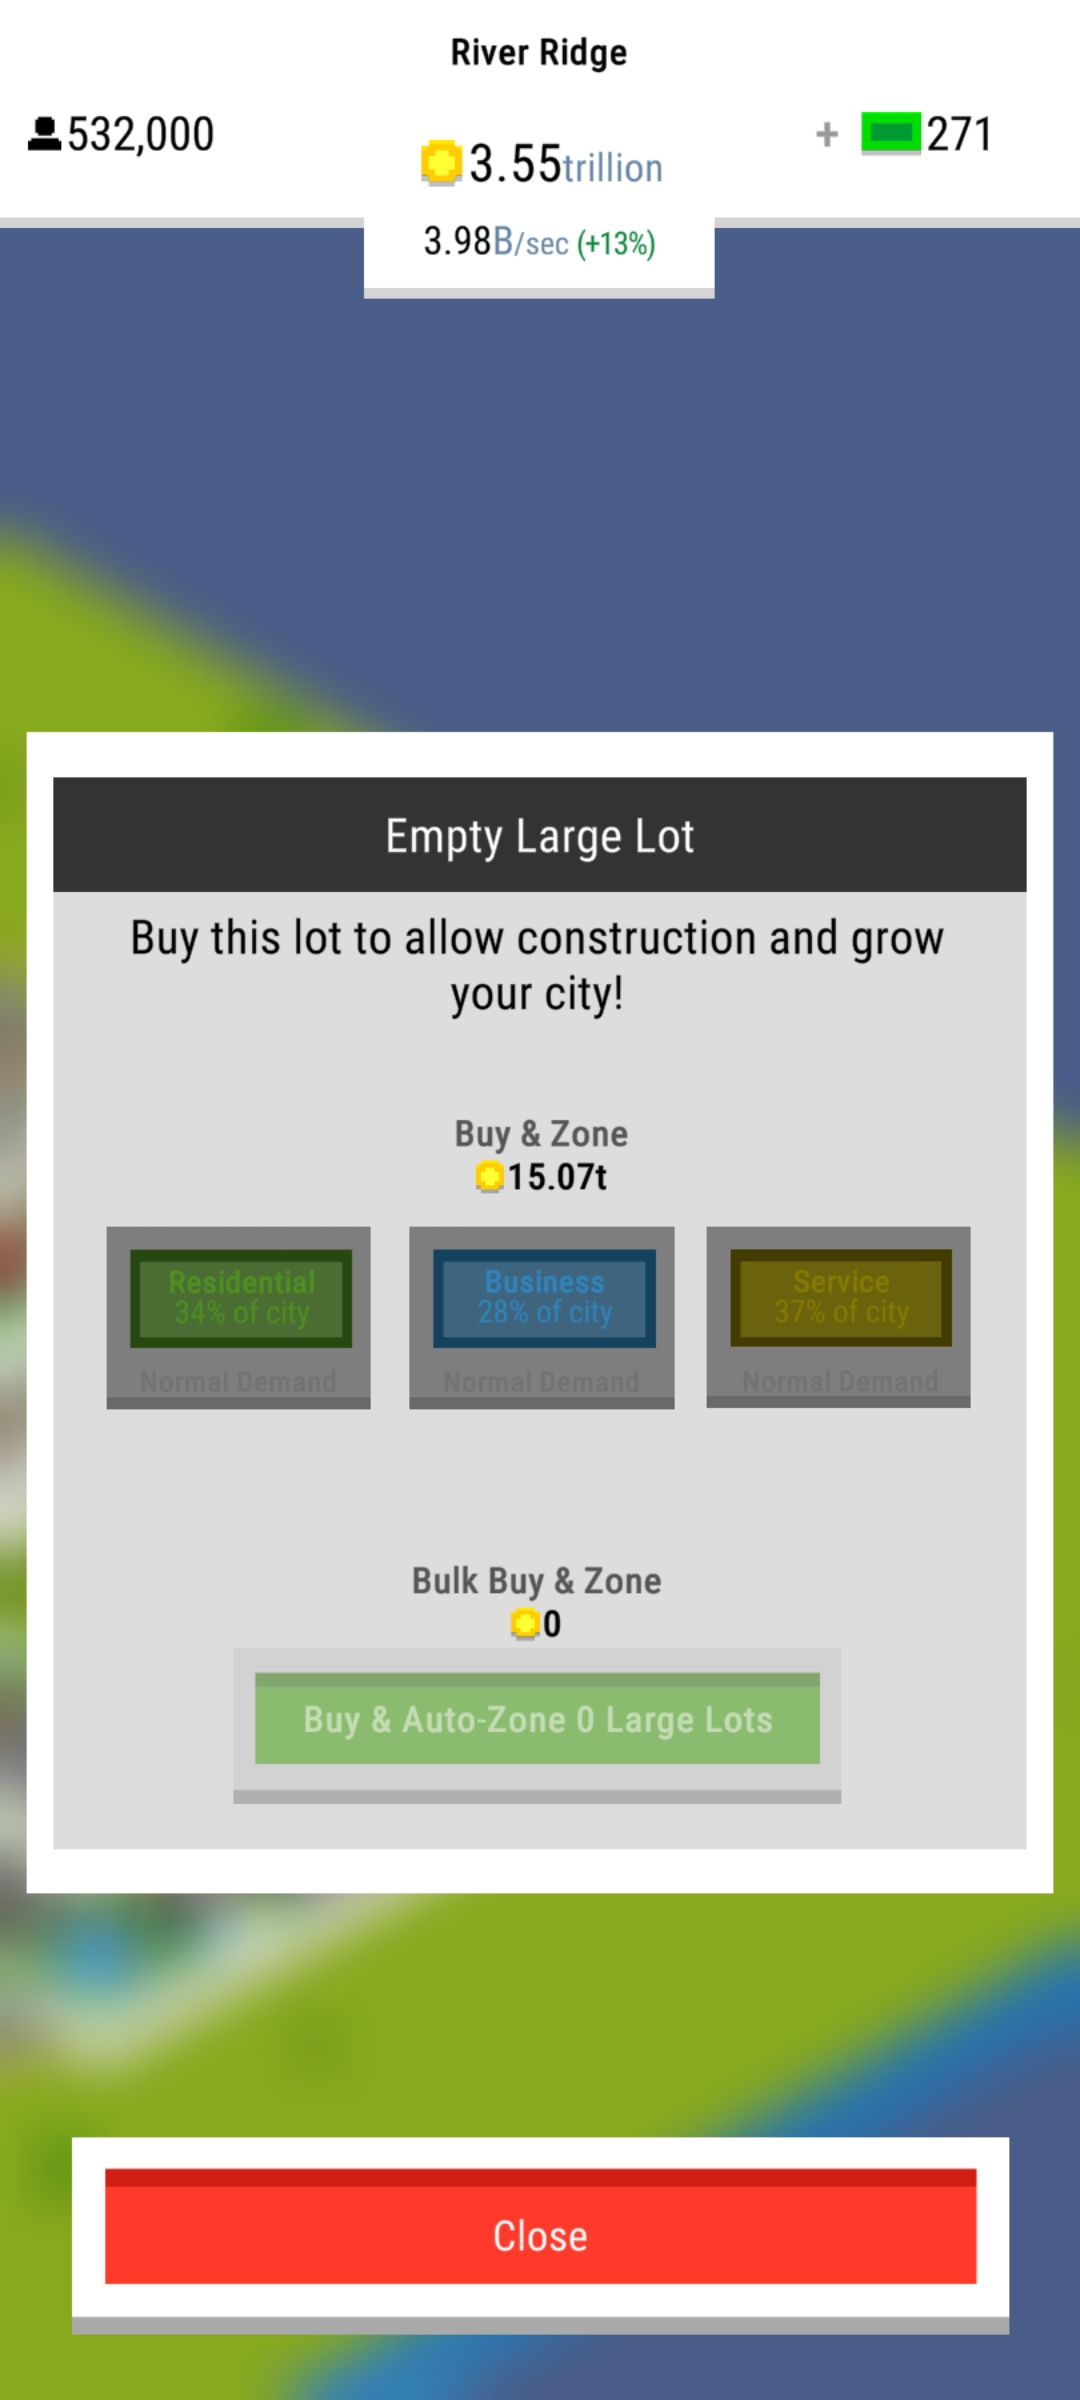 River Ridge
532,000
3.55trillion
+ 271
3.98B/sec (+13%)
Empty Large Lot
Buy this lot to allow construction and grow
your city!
Buy & Zone
15.07t
Residential
34% of city
Normal Demand
Business
28% of city
Normal Demand
Service
37% of city
Normal Demand
Bulk Buy & Zone
0
Buy & Auto-Zone 0 Large Lots
Close